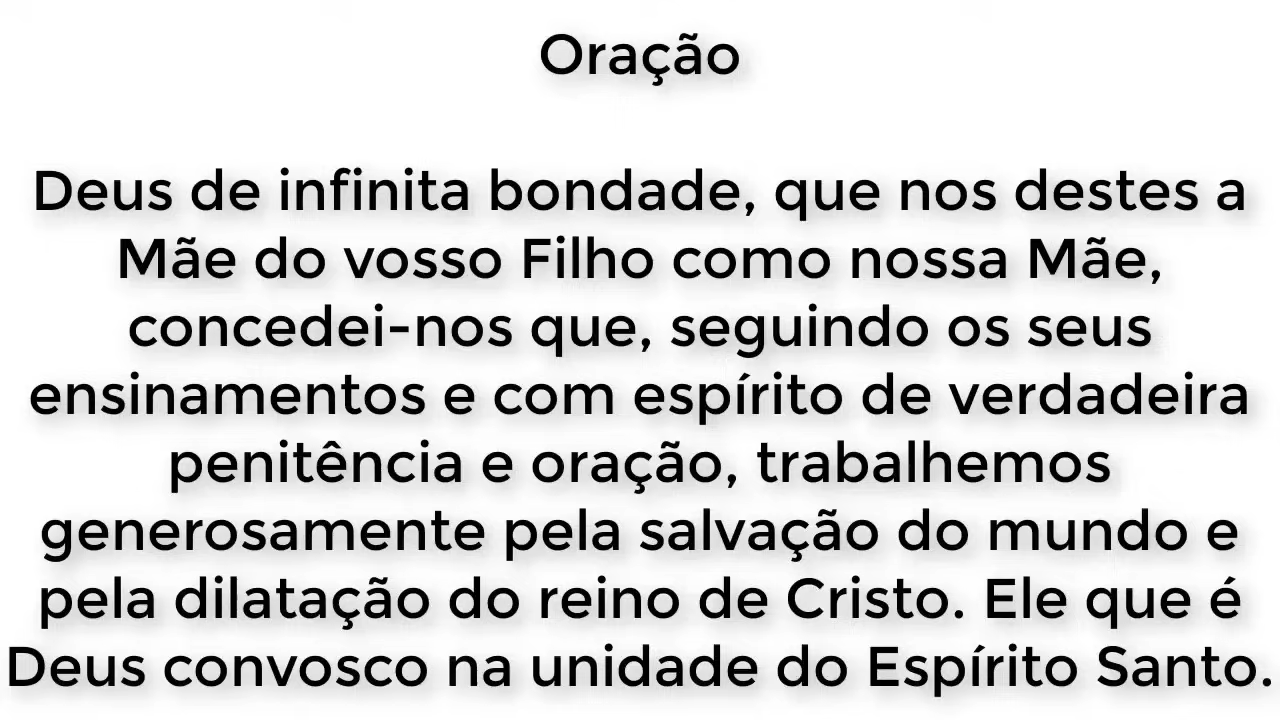 Oração
Deus de infinita bondade, que nos destes a
Mãe do vosso Filho como nossa Mãe,
concedei-nos que, seguindo os seus
ensinamentos e com espírito de verdadeira
penitência e oração, trabalhemos
generosamente pela salvação do mundo e
pela dilatação do reino de Cristo. Ele que é
Deus convosco na unidade do Espírito Santo.